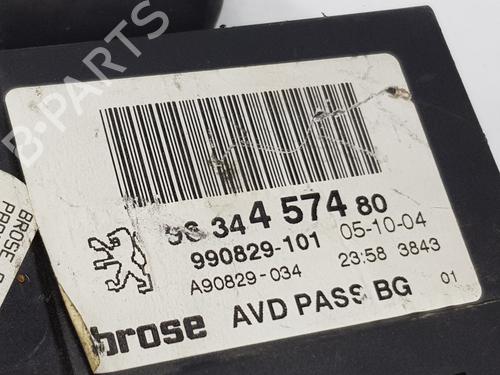 B-PARTS
96 344 574 80
990829-101 05-10-04
A90829-034 23:58 3843
brose AVD PASS BG 01
BROSE